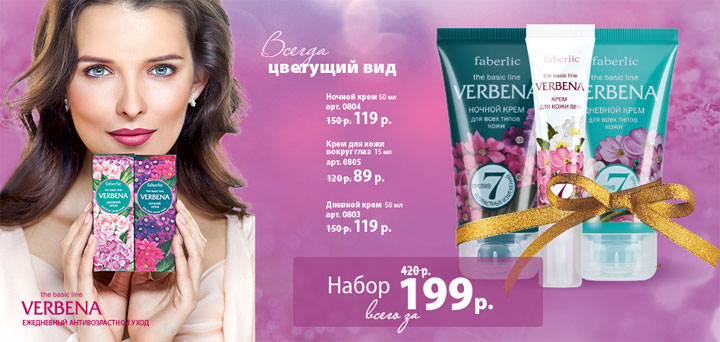 Всегда
цветущий вид
Ночной крем 50 мл
арт. 0804
150 р. 119 р.
Крем для кожи
вокруг глаз 15 мл
арт. 0805
120 р. 89 р.
Дневной крем 50 мл
арт. 0803
150 р. 119 р.
Набор
420 р.
199 р.
всего за
faberlic
the basic line
VERBENA
НОЧНОЙ КРЕМ
для всех типов
кожи
7
faberlic
the basic line
VERBENA
КРЕМ
ДЛЯ КОЖИ ВЕК
faberlic
the basic line
VERBENA
ДНЕВНОЙ КРЕМ
для всех типов
кожи
7
faberlic
the basic line
VERBENA
ДНЕВНОЙ
КРЕМ
faberlic
the basic line
VERBENA
НОЧНОЙ
КРЕМ
the basic line
VERBENA
ЕЖЕДНЕВНЫЙ АНТИВОЗРАСТНОЙ УХОД